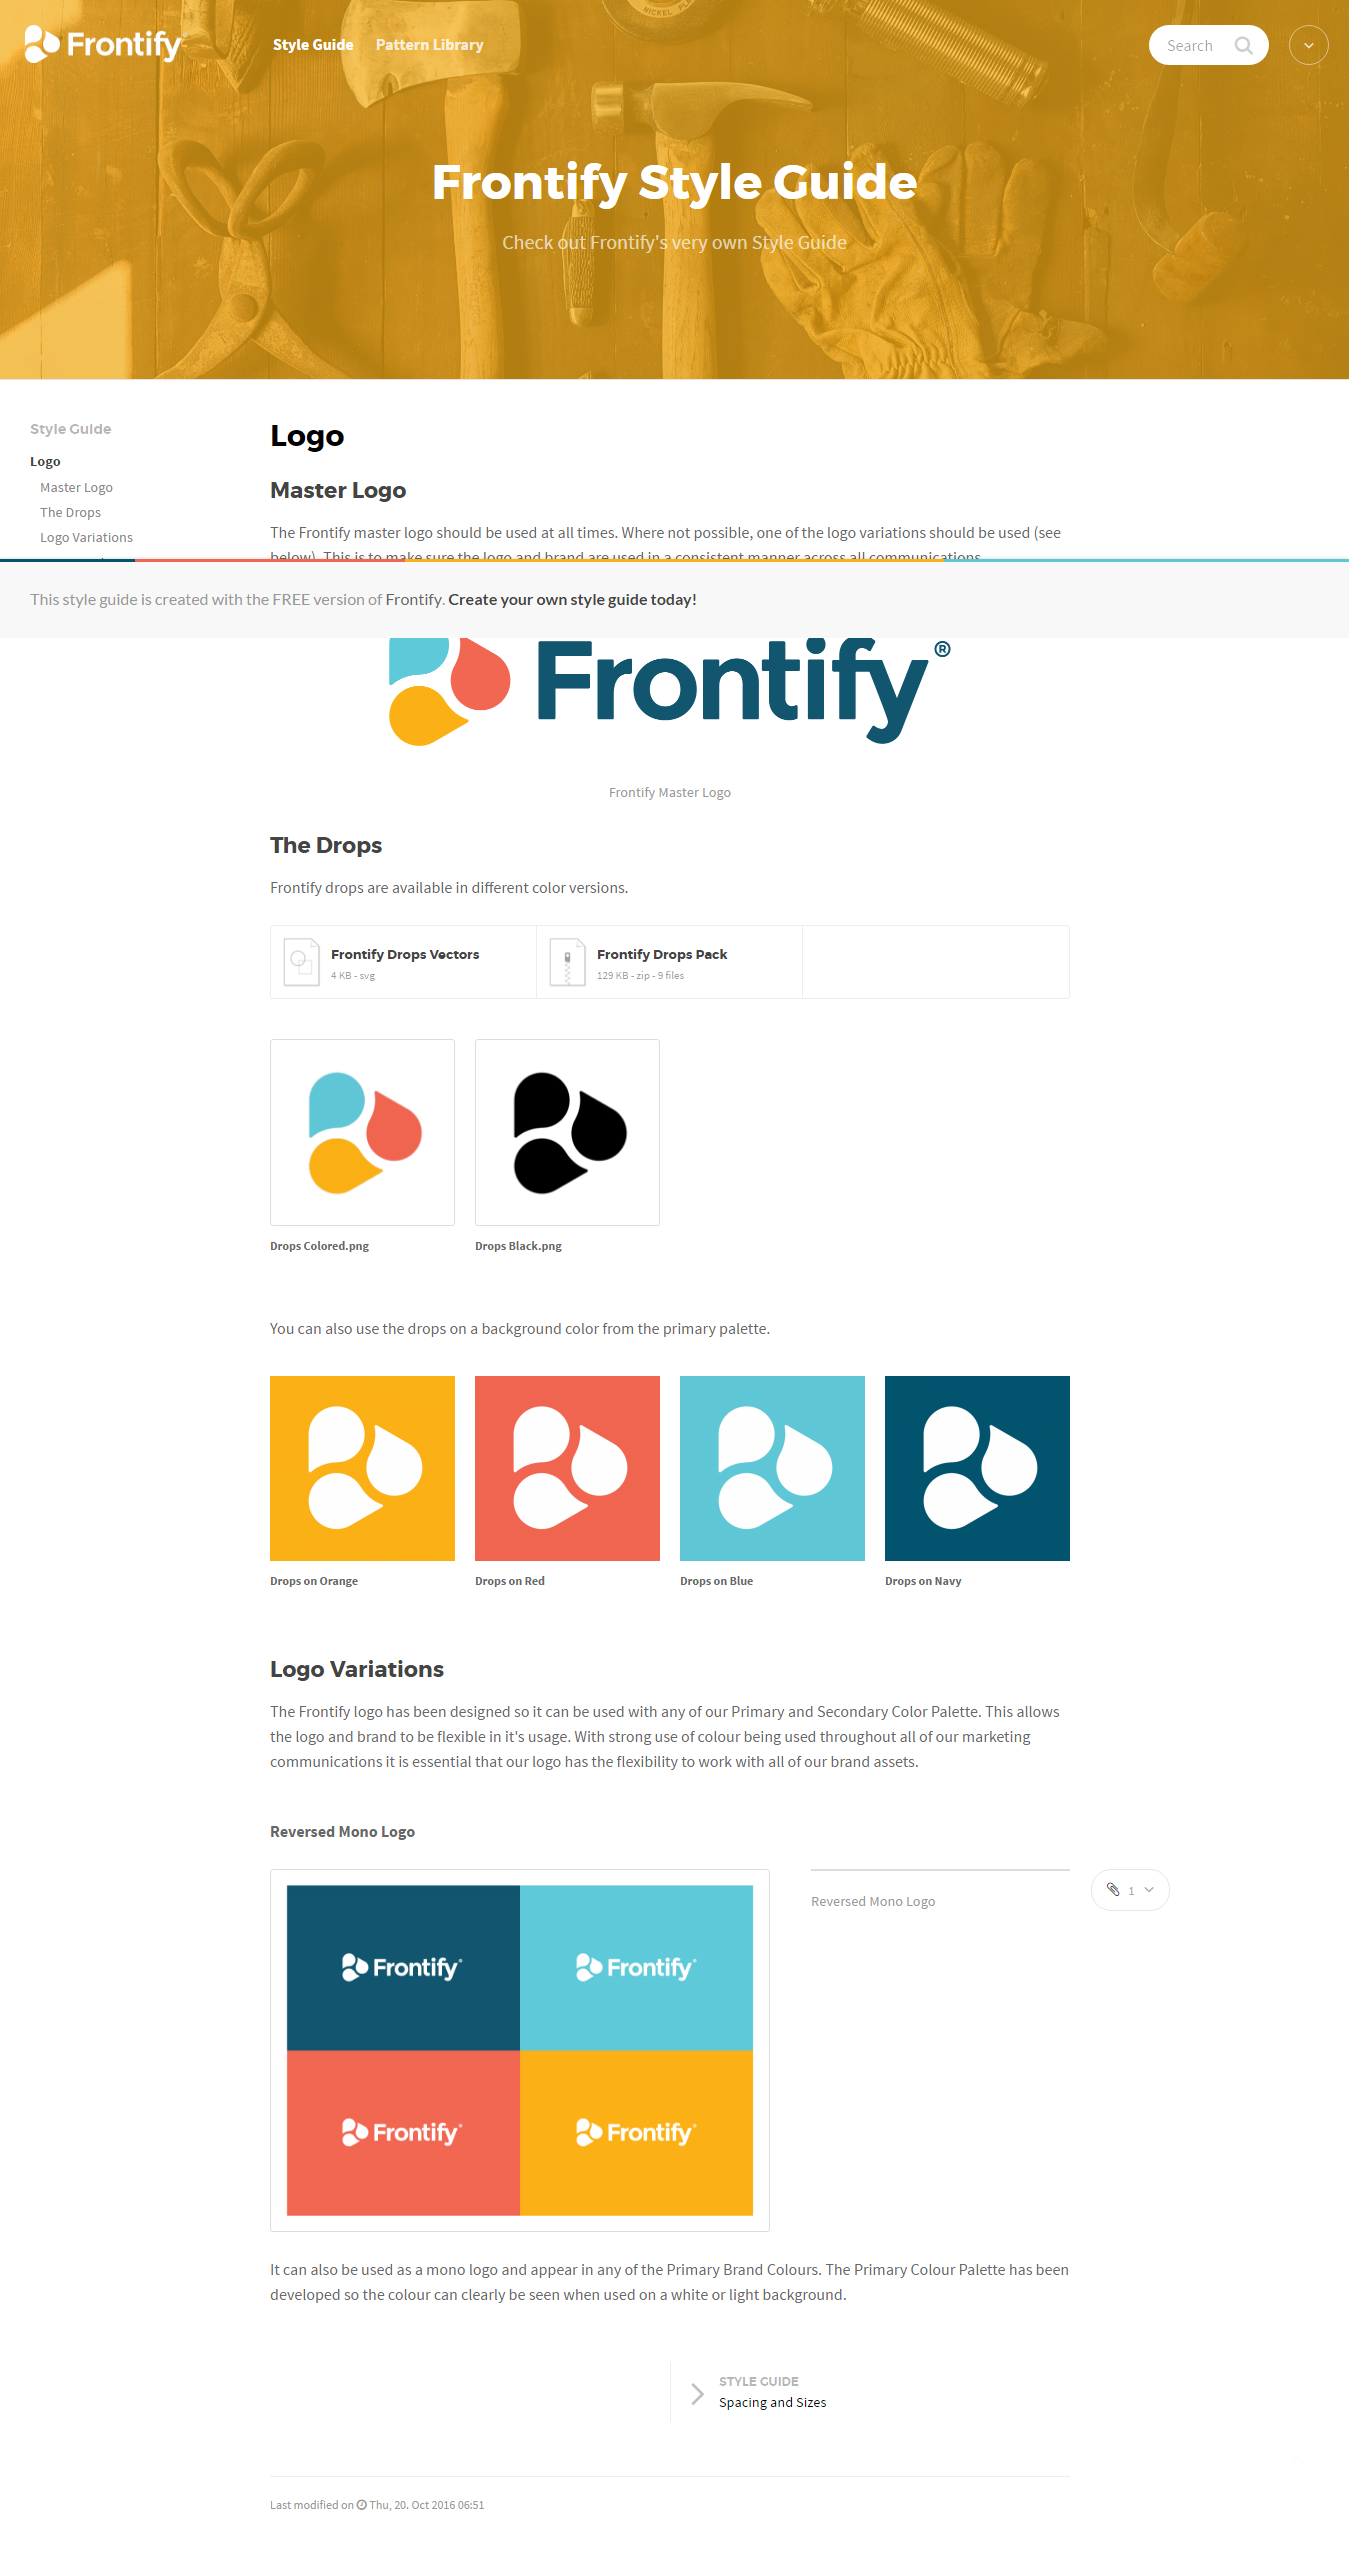 Frontify
Style Guide
Pattern Library
Search
NICKEL
Frontify Style Guide
Check out Frontify's very own Style Guide
Style Guide
Logo
Master Logo
The Drops
Logo Variations
Logo
Master Logo
The Frontify master logo should be used at all times. Where not possible, one of the logo variations should be used (see
below). This is to make sure the logo and brand are used in a consistent manner across all communications.
This style guide is created with the FREE version of Frontify. Create your own style guide today!
Frontify®
Frontify Master Logo
The Drops
Frontify drops are available in different color versions.
Frontify Drops Vectors
4 KB - svg
Frontify Drops Pack
129 KB - zip - 9 files
Drops Colored.png
Drops Black.png
You can also use the drops on a background color from the primary palette.
Drops on Orange
Drops on Red
Drops on Blue
Drops on Navy
Logo Variations
The Frontify logo has been designed so it can be used with any of our Primary and Secondary Color Palette. This allows
the logo and brand to be flexible in it's usage. With strong use of colour being used throughout all of our marketing
communications it is essential that our logo has the flexibility to work with all of our brand assets.
Reversed Mono Logo
Frontify
Frontify
Frontify
Frontify
Reversed Mono Logo
1
It can also be used as a mono logo and appear in any of the Primary Brand Colours. The Primary Colour Palette has been
developed so the colour can clearly be seen when used on a white or light background.
STYLE GUIDE
Spacing and Sizes
Last modified on Thu, 20. Oct 2016 06:51